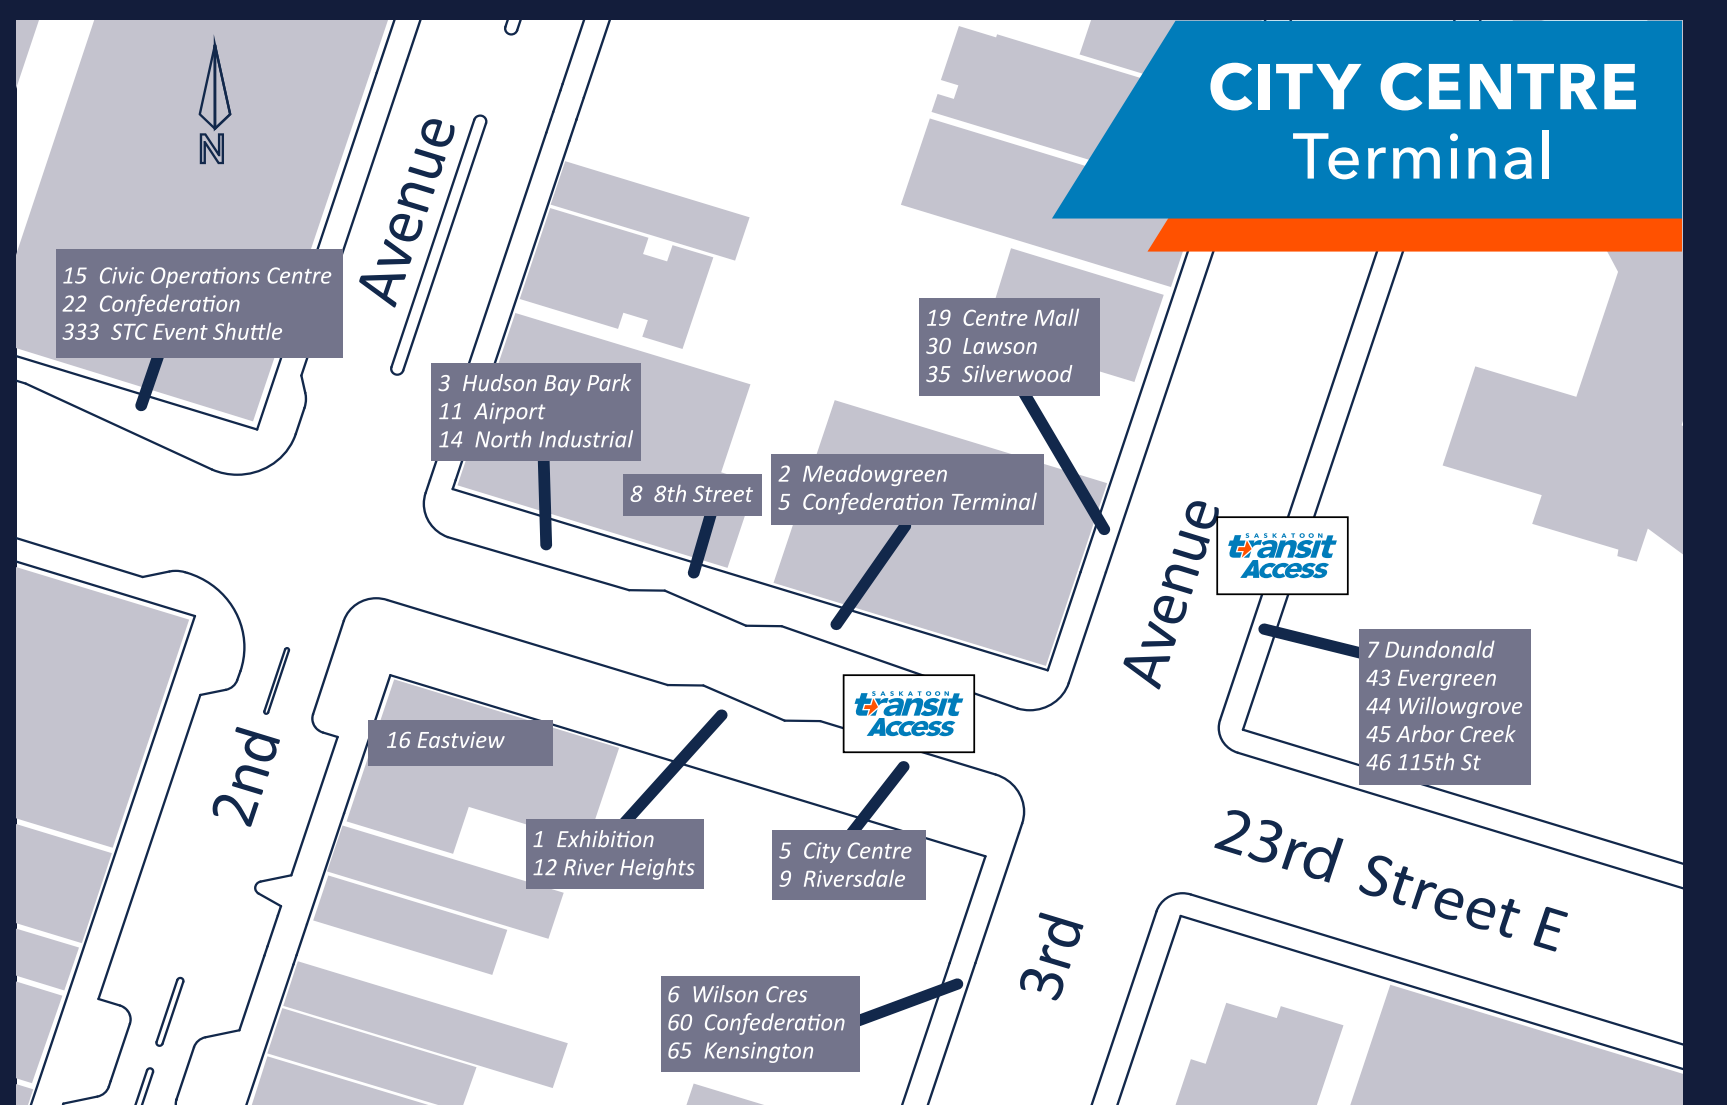 CITY CENTRE
Terminal
N
Avenue
15 Civic Operations Centre
22 Confederation
333 STC Event Shuttle
19 Centre Mall
30 Lawson
35 Silverwood
3 Hudson Bay Park
11 Airport
14 North Industrial
8 8th Street
2 Meadowgreen
5 Confederation Terminal
Avenue
SASKATOON
transit
Access
7 Dundonald
43 Evergreen
44 Willowgrove
45 Arbor Creek
46 115th St
SASKATOON
transit
Access
2nd
16 Eastview
1 Exhibition
12 River Heights
5 City Centre
9 Riversdale
23rd Street E
3rd
6 Wilson Cres
60 Confederation
65 Kensington